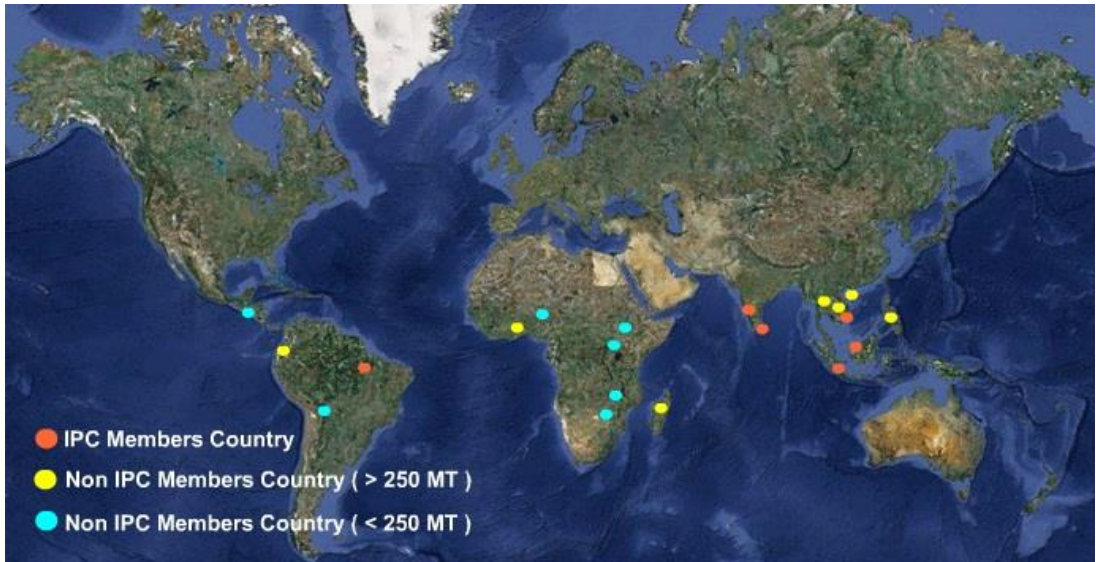 IPC Members Country
Non IPC Members Country ( > 250 MT )
Non IPC Members Country ( < 250 MT )